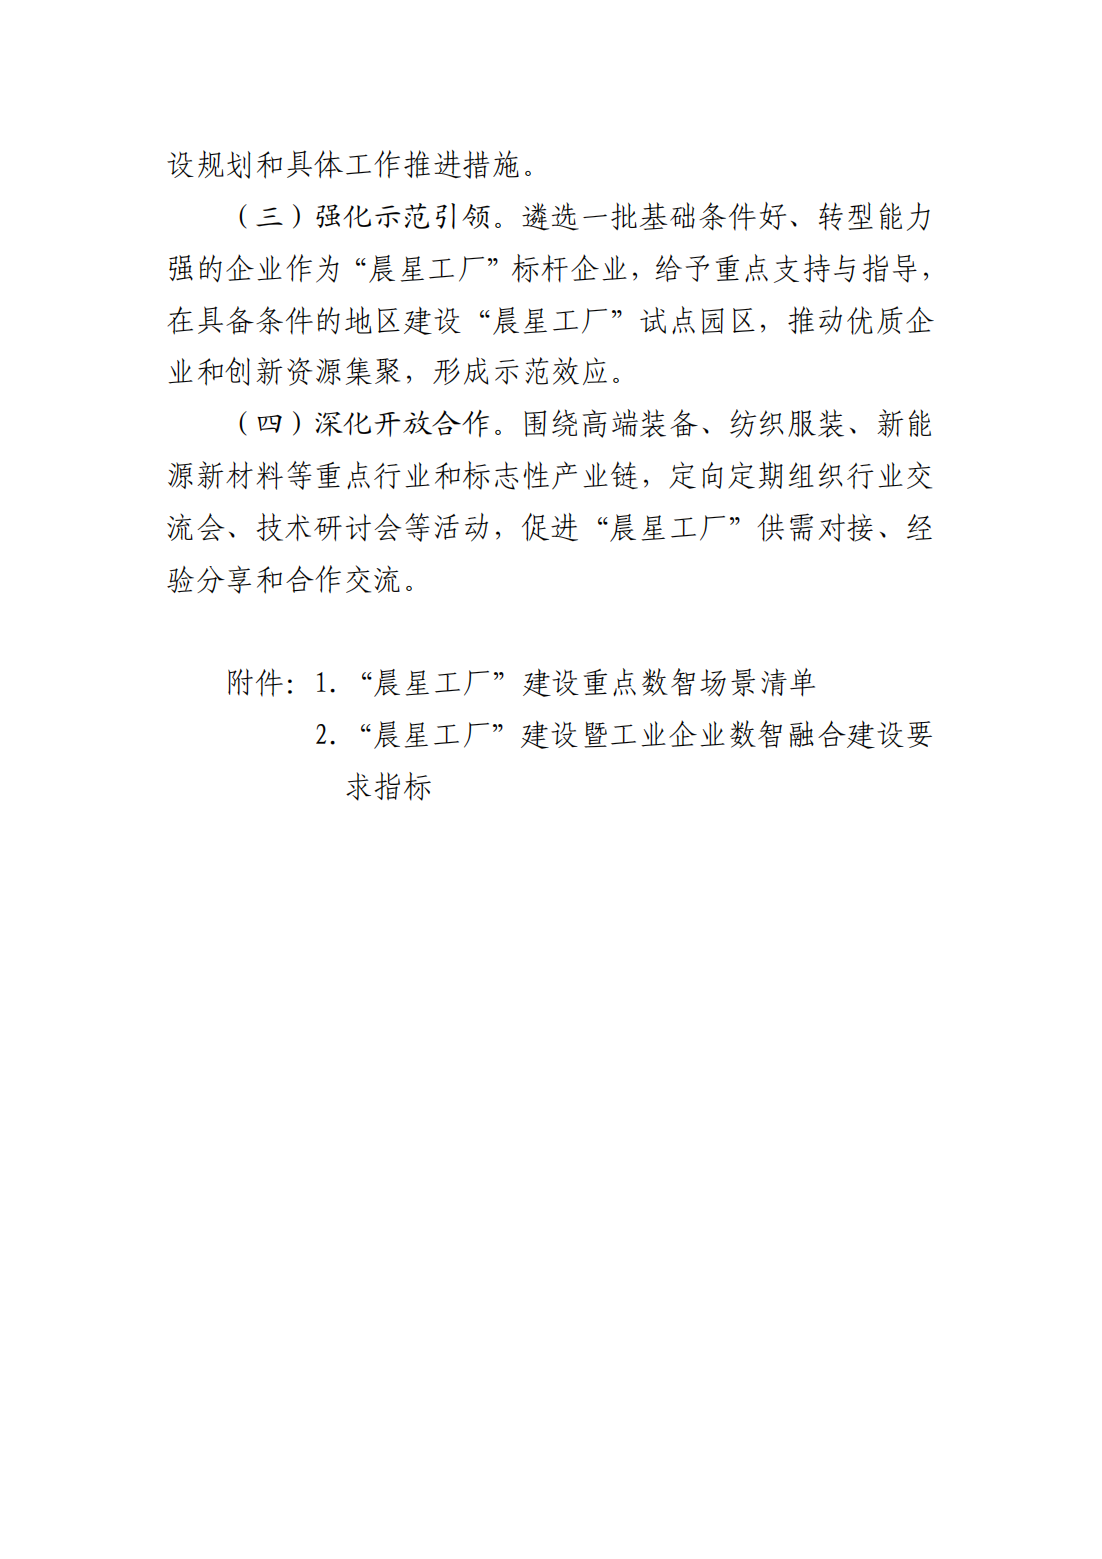 设规划和具体工作推进措施。
（三）强化示范引领。遴选一批基础条件好、转型能力
强的企业作为“晨星工厂”标杆企业，给予重点支持与指导，
在具备条件的地区建设“晨星工厂”试点园区，推动优质企
业和创新资源集聚，形成示范效应。
（四）深化开放合作。围绕高端装备、纺织服装、新能
源新材料等重点行业和标志性产业链，定向定期组织行业交
流会、技术研讨会等活动，促进“晨星工厂”供需对接、经
验分享和合作交流。
附件：1.“晨星工厂”建设重点数智场景清单
2.“晨星工厂”建设暨工业企业数智融合建设要
求指标